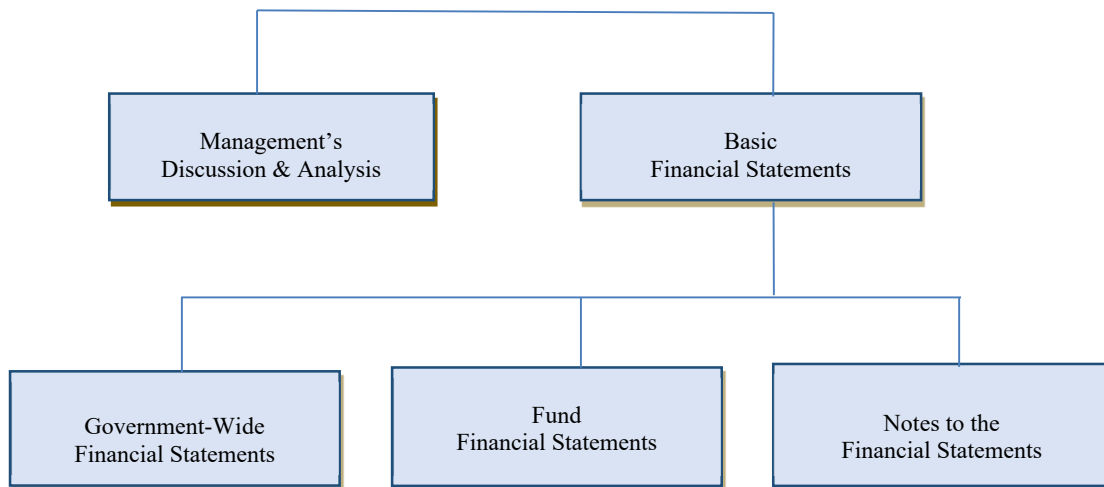 Management’s
Discussion & Analysis
Basic
Financial Statements
Government-Wide
Financial Statements
Fund
Financial Statements
Notes to the
Financial Statements